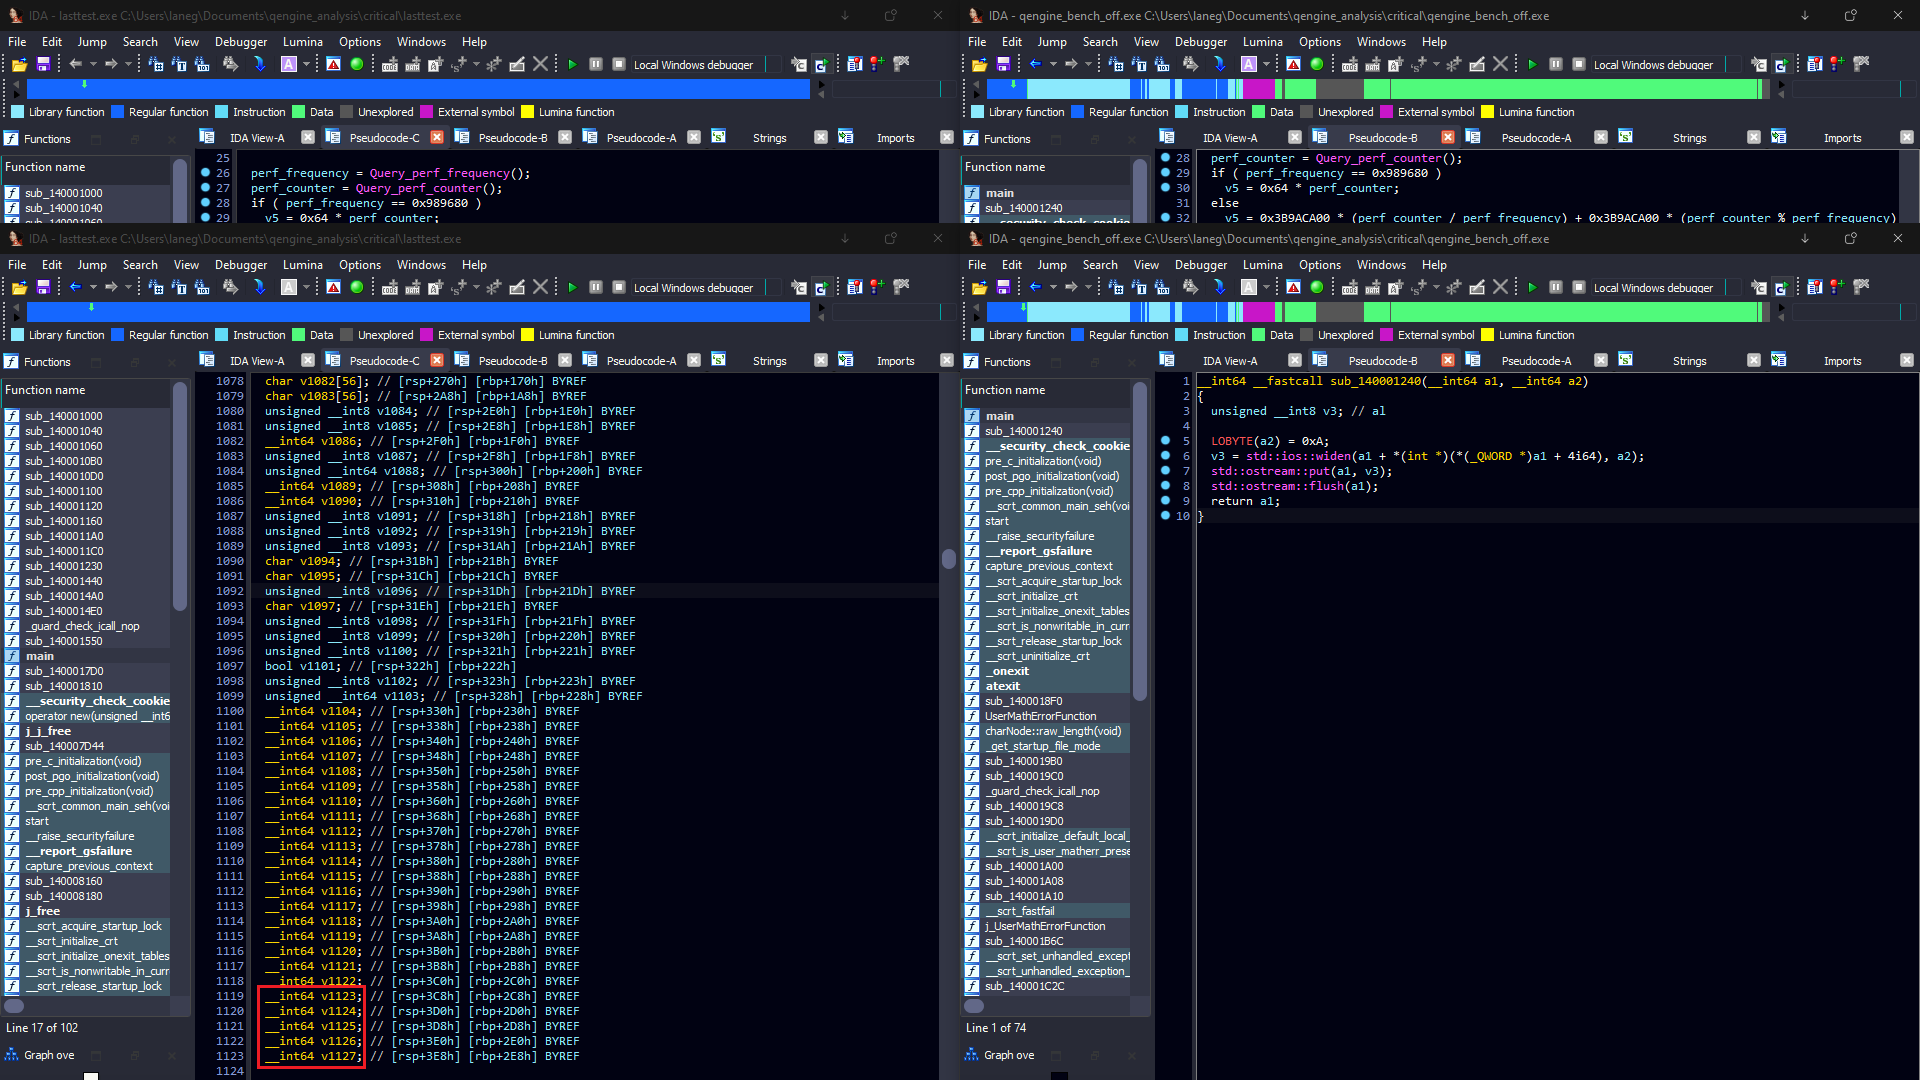 IDA - lasttest.exe C:\Users\laneg\Documents\qengine_analysis\critical\lasttest.exe
File Edit Jump Search View Debugger Lumina Options Windows Help
Local Windows debugger
Library function Regular function Instruction Data Unexplored External symbol Lumina function
Functions
IDA View-A Pseudocode-C Pseudocode-B Pseudocode-A Strings Imports
Function name
sub_140001000
sub_140001040
25
26 perf_frequency = Query_perf_frequency();
27 perf_counter = Query_perf_counter();
28 if ( perf_frequency == 0x989680 )
29 v5 = 0x64 * perf_counter;
IDA - qengine_bench_off.exe C:\Users\laneg\Documents\qengine_analysis\critical\qengine_bench_off.exe
File Edit Jump Search View Debugger Lumina Options Windows Help
Local Windows debugger
Library function Regular function Instruction Data Unexplored External symbol Lumina function
Functions
IDA View-A Pseudocode-B Pseudocode-A Strings Imports
Function name
main
sub_140001240
__security_check_cookie
28 perf_counter = Query_perf_counter();
29 if ( perf_frequency == 0x989680 )
30 v5 = 0x64 * perf_counter;
31 else
32 v5 = 0x3B9ACA00 * (perf_counter / perf_frequency) + 0x3B9ACA00 * (perf_counter % perf_frequency)
IDA - lasttest.exe C:\Users\laneg\Documents\qengine_analysis\critical\lasttest.exe
File Edit Jump Search View Debugger Lumina Options Windows Help
Local Windows debugger
Library function Regular function Instruction Data Unexplored External symbol Lumina function
Functions
IDA View-A Pseudocode-C Pseudocode-B Pseudocode-A Strings Imports
Function name
sub_140001000
sub_140001040
sub_140001060
sub_1400010B0
sub_1400010D0
sub_140001100
sub_140001120
sub_140001160
sub_1400011A0
sub_1400011C0
sub_140001230
sub_140001440
sub_1400014A0
sub_1400014E0
_guard_check_icall_nop
sub_140001550
main
sub_1400017D0
sub_140001810
__security_check_cookie
operator new(unsigned __int6
j_j_free
sub_140007D44
pre_c_initialization(void)
post_pgo_initialization(void)
pre_cpp_initialization(void)
__scrt_common_main_seh(voi
start
__raise_securityfailure
__report_gsfailure
capture_previous_context
sub_140008160
sub_140008180
j_free
__scrt_acquire_startup_lock
__scrt_initialize_crt
__scrt_initialize_onexit_tables
__scrt_is_nonwritable_in_curr
__scrt_release_startup_lock
Line 17 of 102
Graph ove
1078 char v1082[56]; // [rsp+270h] [rbp+170h] BYREF
1079 char v1083[56]; // [rsp+2A8h] [rbp+1A8h] BYREF
1080 unsigned __int8 v1084; // [rsp+2E0h] [rbp+1E0h] BYREF
1081 unsigned __int8 v1085; // [rsp+2E8h] [rbp+1E8h] BYREF
1082 __int64 v1086; // [rsp+2F0h] [rbp+1F0h] BYREF
1083 unsigned __int8 v1087; // [rsp+2F8h] [rbp+1F8h] BYREF
1084 unsigned __int64 v1088; // [rsp+300h] [rbp+200h] BYREF
1085 __int64 v1089; // [rsp+308h] [rbp+208h] BYREF
1086 __int64 v1090; // [rsp+310h] [rbp+210h] BYREF
1087 unsigned __int8 v1091; // [rsp+318h] [rbp+218h] BYREF
1088 unsigned __int8 v1092; // [rsp+319h] [rbp+219h] BYREF
1089 unsigned __int8 v1093; // [rsp+31Ah] [rbp+21Ah] BYREF
1090 char v1094; // [rsp+31Bh] [rbp+21Bh] BYREF
1091 char v1095; // [rsp+31Ch] [rbp+21Ch] BYREF
1092 unsigned __int8 v1096; // [rsp+31Dh] [rbp+21Dh] BYREF
1093 char v1097; // [rsp+31Eh] [rbp+21Eh] BYREF
1094 unsigned __int8 v1098; // [rsp+31Fh] [rbp+21Fh] BYREF
1095 unsigned __int8 v1099; // [rsp+320h] [rbp+220h] BYREF
1096 unsigned __int8 v1100; // [rsp+321h] [rbp+221h] BYREF
1097 bool v1101; // [rsp+322h] [rbp+222h]
1098 unsigned __int8 v1102; // [rsp+323h] [rbp+223h] BYREF
1099 unsigned __int64 v1103; // [rsp+328h] [rbp+228h] BYREF
1100 __int64 v1104; // [rsp+330h] [rbp+230h] BYREF
1101 __int64 v1105; // [rsp+338h] [rbp+238h] BYREF
1102 __int64 v1106; // [rsp+340h] [rbp+240h] BYREF
1103 __int64 v1107; // [rsp+348h] [rbp+248h] BYREF
1104 __int64 v1108; // [rsp+350h] [rbp+250h] BYREF
1105 __int64 v1109; // [rsp+358h] [rbp+258h] BYREF
1106 __int64 v1110; // [rsp+360h] [rbp+260h] BYREF
1107 __int64 v1111; // [rsp+368h] [rbp+268h] BYREF
1108 __int64 v1112; // [rsp+370h] [rbp+270h] BYREF
1109 __int64 v1113; // [rsp+378h] [rbp+278h] BYREF
1110 __int64 v1114; // [rsp+380h] [rbp+280h] BYREF
1111 __int64 v1115; // [rsp+388h] [rbp+288h] BYREF
1112 __int64 v1116; // [rsp+390h] [rbp+290h] BYREF
1113 __int64 v1117; // [rsp+398h] [rbp+298h] BYREF
1114 __int64 v1118; // [rsp+3A0h] [rbp+2A0h] BYREF
1115 __int64 v1119; // [rsp+3A8h] [rbp+2A8h] BYREF
1116 __int64 v1120; // [rsp+3B0h] [rbp+2B0h] BYREF
1117 __int64 v1121; // [rsp+3B8h] [rbp+2B8h] BYREF
1118 __int64 v1122; // [rsp+3C0h] [rbp+2C0h] BYREF
1119 __int64 v1123; // [rsp+3C8h] [rbp+2C8h] BYREF
1120 __int64 v1124; // [rsp+3D0h] [rbp+2D0h] BYREF
1121 __int64 v1125; // [rsp+3D8h] [rbp+2D8h] BYREF
1122 __int64 v1126; // [rsp+3E0h] [rbp+2E0h] BYREF
1123 __int64 v1127; // [rsp+3E8h] [rbp+2E8h] BYREF
1124
IDA - qengine_bench_off.exe C:\Users\laneg\Documents\qengine_analysis\critical\qengine_bench_off.exe
File Edit Jump Search View Debugger Lumina Options Windows Help
Local Windows debugger
Library function Regular function Instruction Data Unexplored External symbol Lumina function
Functions
IDA View-A Pseudocode-B Pseudocode-A Strings Imports
Function name
main
sub_140001240
__security_check_cookie
pre_c_initialization(void)
post_pgo_initialization(void)
pre_cpp_initialization(void)
__scrt_common_main_seh(voi
start
__raise_securityfailure
__report_gsfailure
capture_previous_context
__scrt_acquire_startup_lock
__scrt_initialize_crt
__scrt_initialize_onexit_tables
__scrt_is_nonwritable_in_curr
__scrt_release_startup_lock
__scrt_uninitialize_crt
_onexit
atexit
sub_1400018F0
UserMathErrorFunction
charNode::raw_length(void)
_get_startup_file_mode
sub_1400019B0
sub_1400019C0
_guard_check_icall_nop
sub_1400019C8
sub_1400019D0
__scrt_initialize_default_local_
__scrt_is_user_matherr_prese
sub_140001A00
sub_140001A08
sub_140001A10
__scrt_fastfail
j_UserMathErrorFunction
sub_140001B6C
__scrt_set_unhandled_except
__scrt_unhandled_exception_
sub_140001C2C
Line 1 of 74
Graph ove
1 __int64 __fastcall sub_140001240(__int64 a1, __int64 a2)
2 {
3 unsigned __int8 v3; // al
4
5 LOBYTE(a2) = 0xA;
6 v3 = std::ios::widen(a1 + *(int *)(*(_QWORD *)a1 + 4i64), a2);
7 std::ostream::put(a1, v3);
8 std::ostream::flush(a1);
9 return a1;
10 }